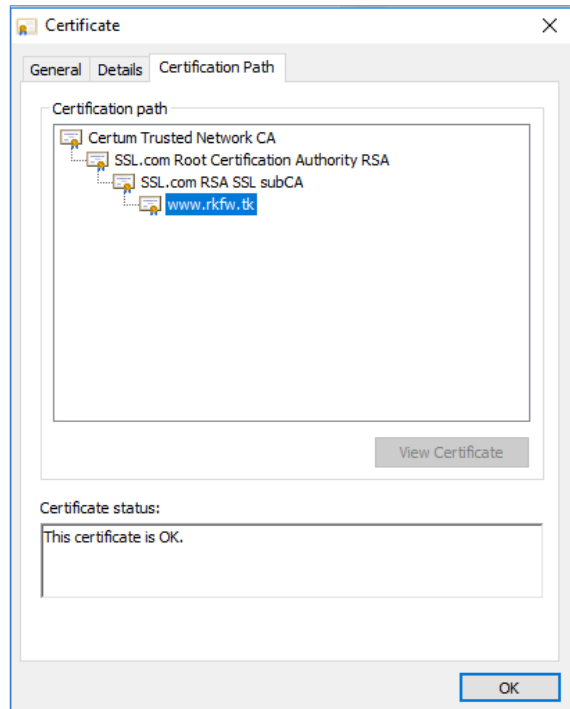 Certificate
General Details Certification Path
Certification path
Certum Trusted Network CA
SSL.com Root Certification Authority RSA
SSL.com RSA SSL subCA
www.rkfw.tk
View Certificate
Certificate status:
This certificate is OK.
OK